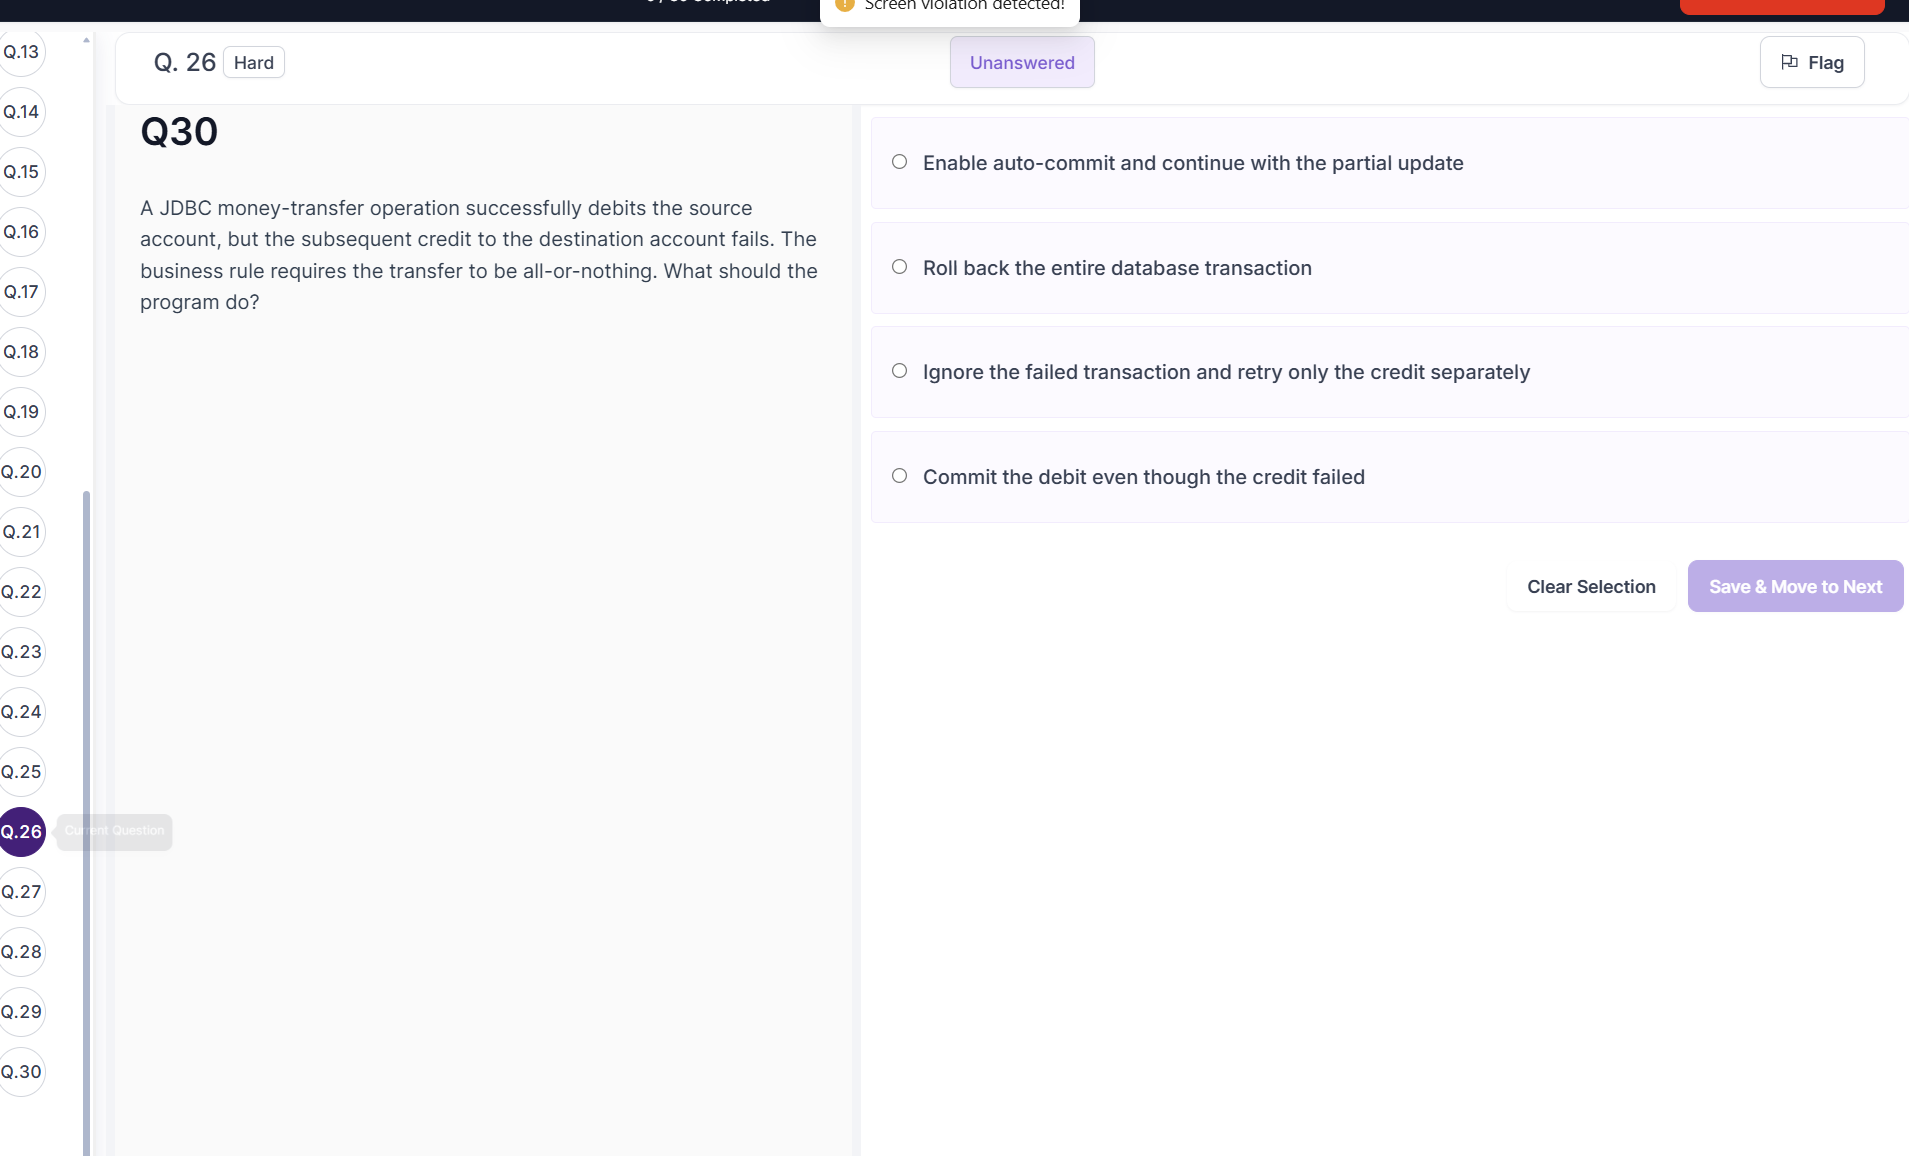 Screen violation detected!
Q.13
Q.14
Q.15
Q.16
Q.17
Q.18
Q.19
Q.20
Q.21
Q.22
Q.23
Q.24
Q.25
Q.26
Current Question
Q.27
Q.28
Q.29
Q.30
Q. 26 Hard
Unanswered
Flag
Q30
A JDBC money-transfer operation successfully debits the source
account, but the subsequent credit to the destination account fails. The
business rule requires the transfer to be all-or-nothing. What should the
program do?
Enable auto-commit and continue with the partial update
Roll back the entire database transaction
Ignore the failed transaction and retry only the credit separately
Commit the debit even though the credit failed
Clear Selection
Save & Move to Next